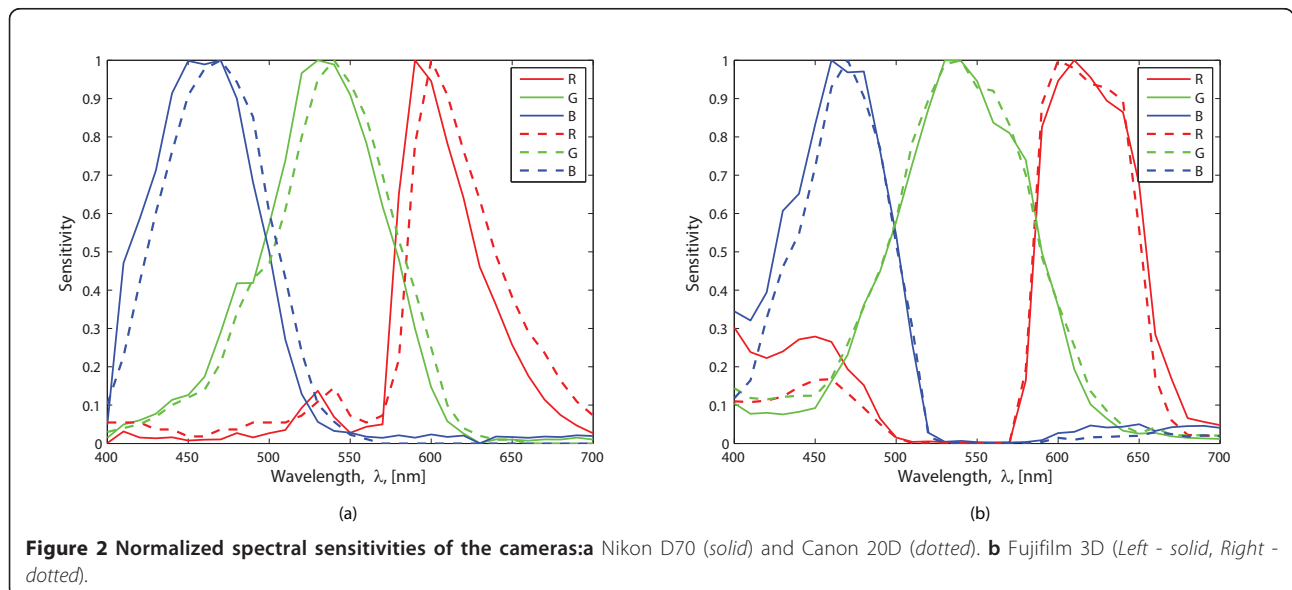 1
0.9
0.8
0.7
0.6
0.5
0.4
0.3
0.2
0.1
0
Sensitivity
400 450 500 550 600 650 700
Wavelength, λ, [nm]
R
G
B
R
G
B
(a)
1
0.9
0.8
0.7
0.6
0.5
0.4
0.3
0.2
0.1
0
Sensitivity
400 450 500 550 600 650 700
Wavelength, λ, [nm]
R
G
B
R
G
B
(b)
Figure 2 Normalized spectral sensitivities of the cameras:a Nikon D70 (solid) and Canon 20D (dotted). b Fujifilm 3D (Left - solid, Right -
dotted).